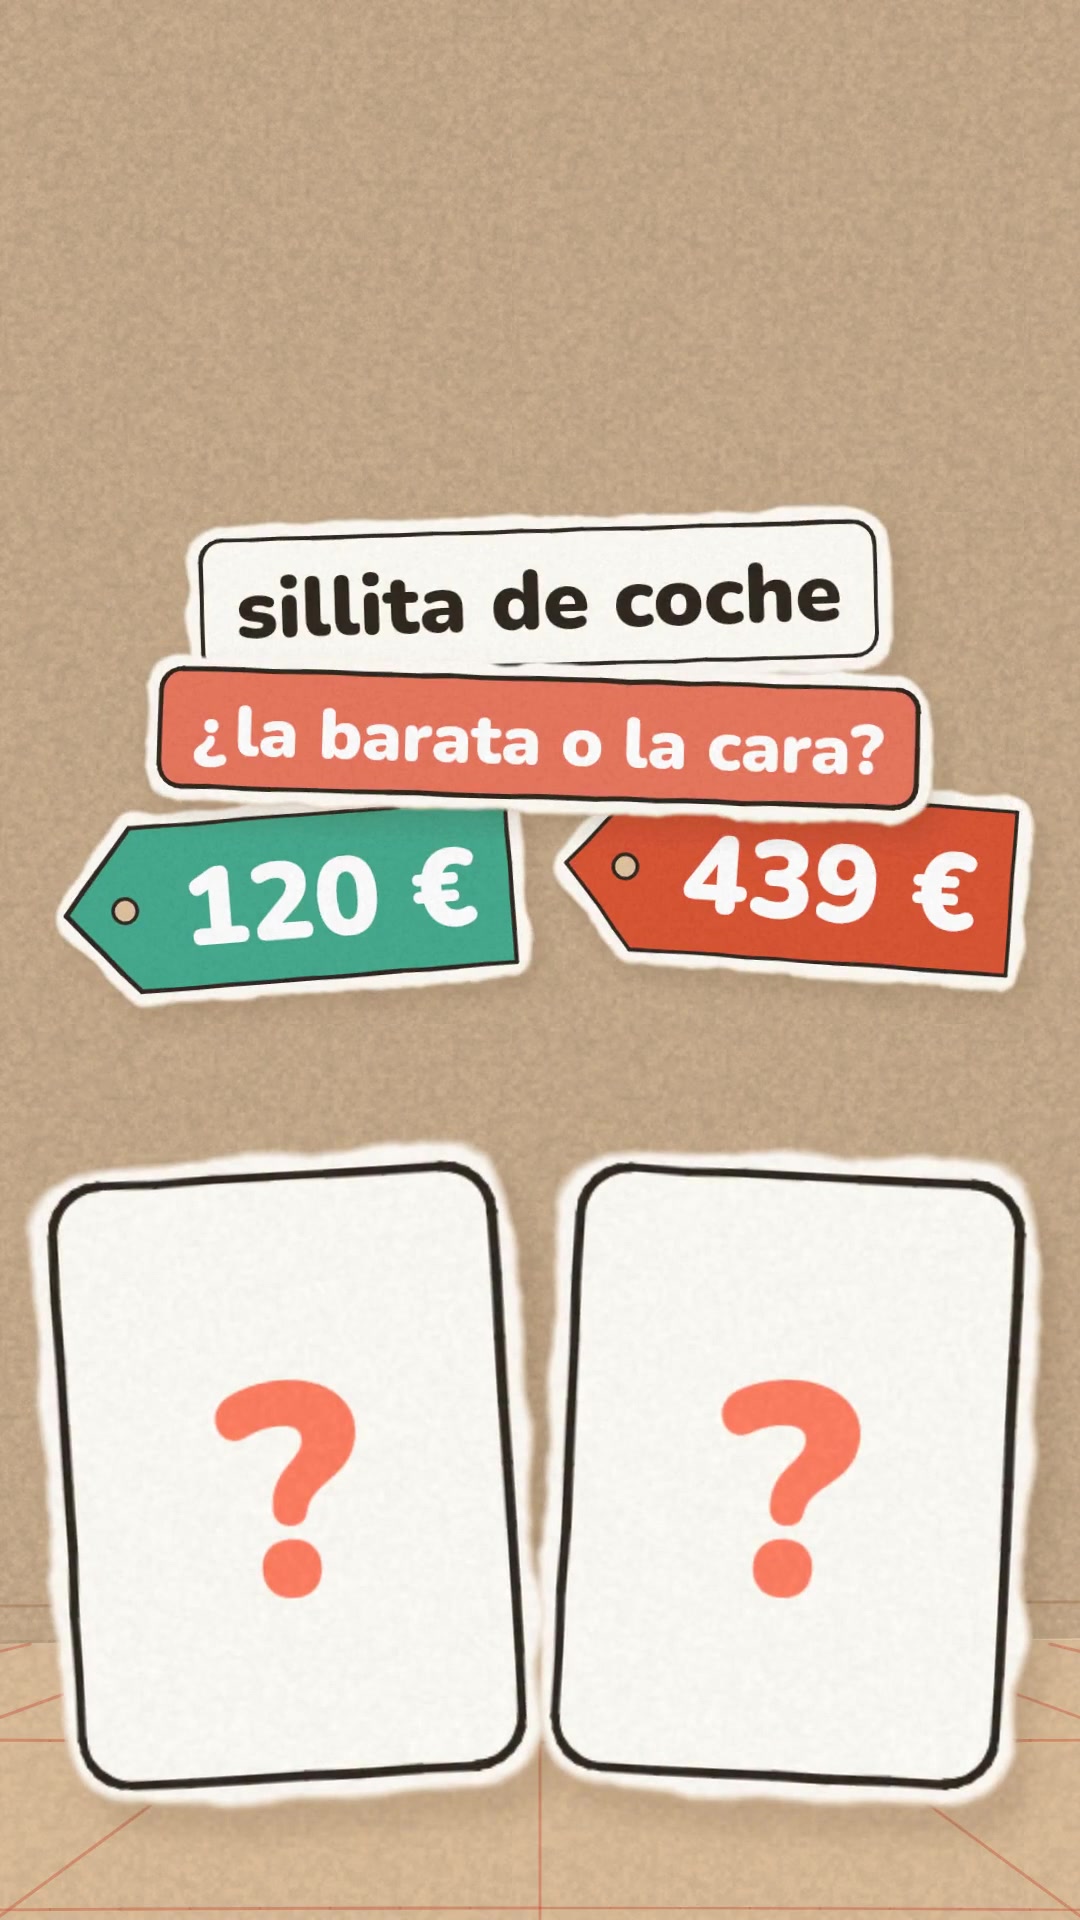 sillita de coche
¿la barata o la cara?
120 €
439 €
?
?